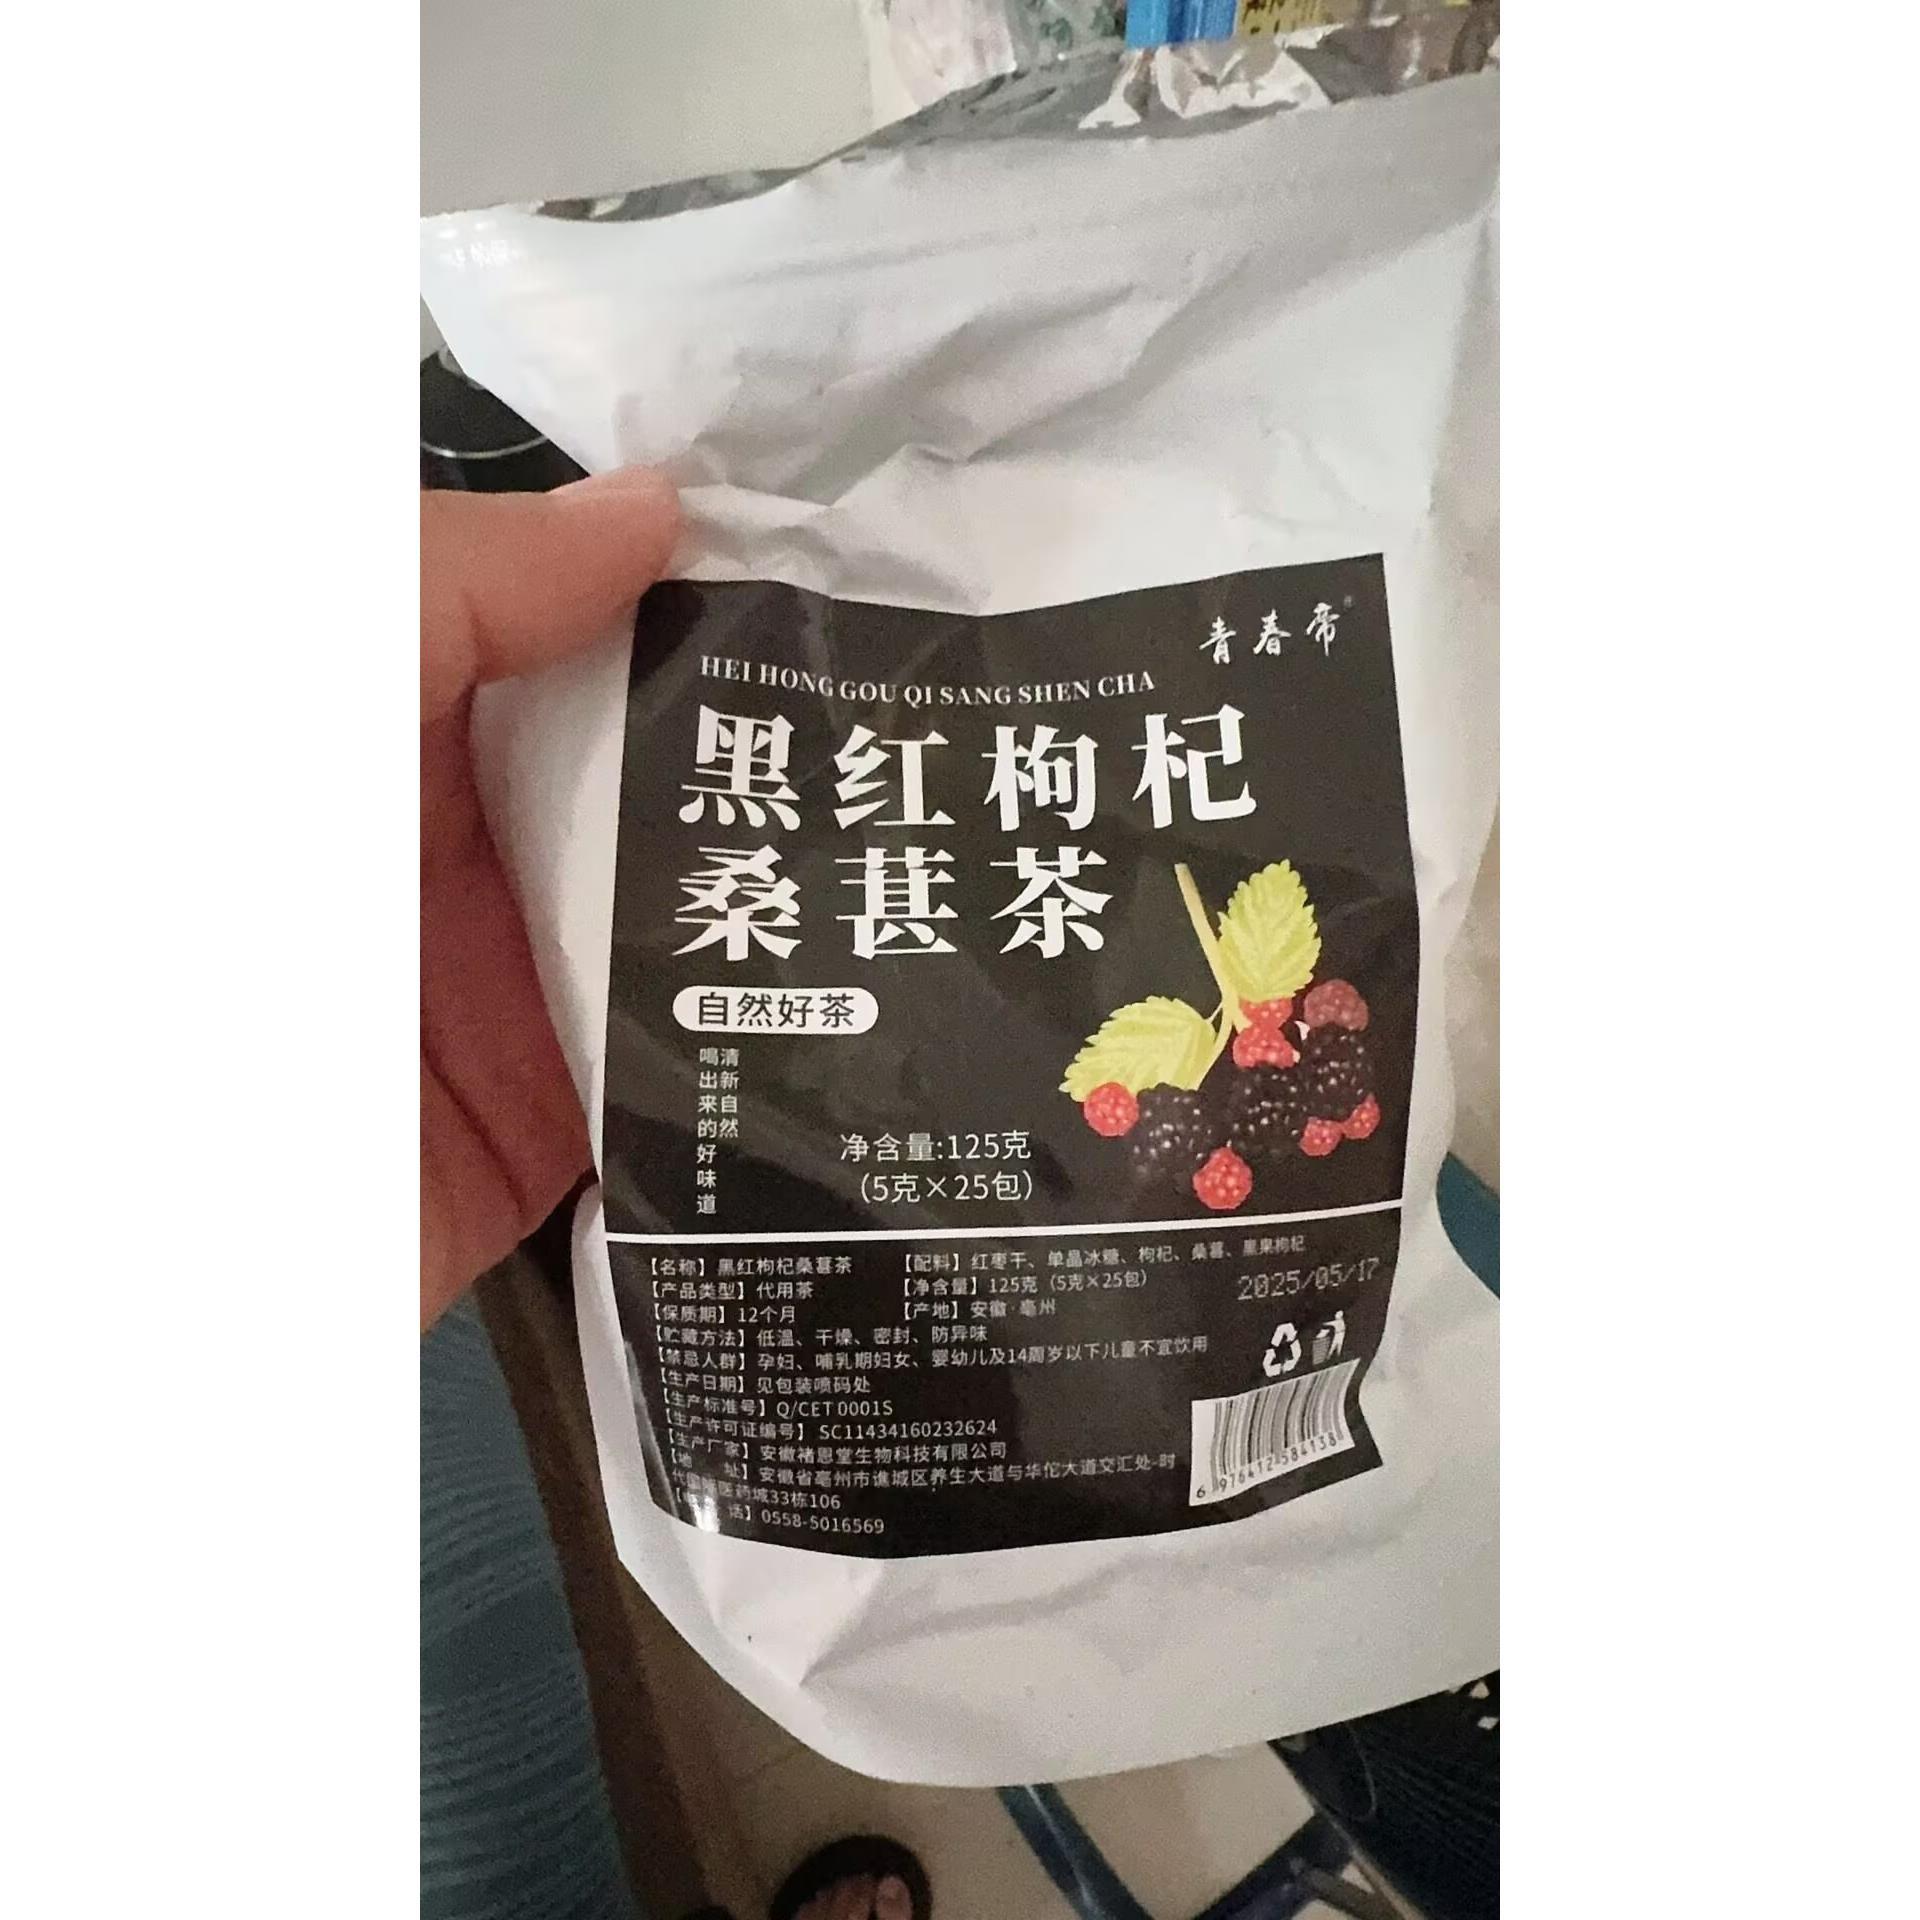 青春帝
HEI HONG GOU QI SANG SHEN CHA
黑红枸杞
桑葚茶
自然好茶
清新自然
喝出来的好味道
净含量:125克
(5克×25包)
【名称】黑红枸杞桑葚茶
【配料】红枣干、单晶冰糖、枸杞、桑葚、黑果枸杞
【产品类型】代用茶
【净含量】125克（5克×25包）
2025/05/17
【保质期】12个月
【产地】安徽·亳州
【贮藏方法】低温、干燥、密封、防异味
【禁忌人群】孕妇、哺乳期妇女、婴幼儿及14周岁以下儿童不宜饮用
【生产日期】见包装喷码处
【生产标准号】Q/CET 0001S
【生产许可证编号】SC11434160232624
【生产厂家】安徽褚恩堂生物科技有限公司
【地 址】安徽省亳州市谯城区养生大道与华佗大道交汇处-时
代国际医药城33栋106
话】0558-5016569
6 976412 584138